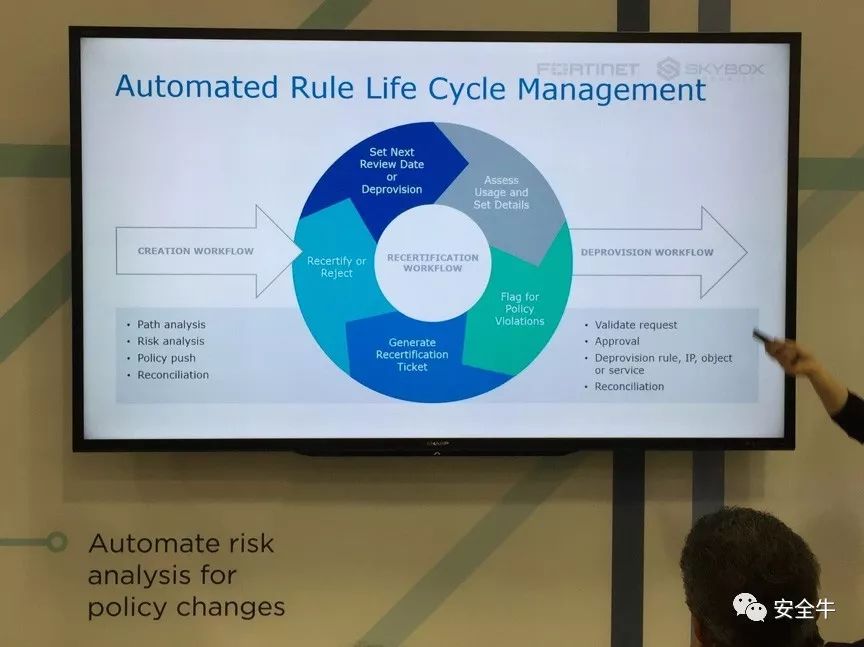 FORTINET SKYBOX
Automated Rule Life Cycle Management
Set Next
Review Date
or
Deprovision
Assess
Usage and
Set Details
CREATION WORKFLOW
Recertify or
Reject
RECERTIFICATION
WORKFLOW
DEPROVISION WORKFLOW
Flag for
Policy
Violations
Generate
Recertification
Ticket
• Path analysis
• Risk analysis
• Policy push
• Reconciliation
• Validate request
• Approval
• Deprovision rule, IP, object
or service
• Reconciliation
SHARP
Automate risk
analysis for
policy changes
安全牛